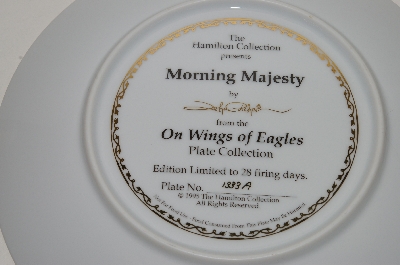 The
Hamilton Collection
presents
Morning Majesty
by
from the
On Wings of Eagles
Plate Collection
Edition Limited to 28 firing days.
Plate No. 1393A
© 1995 The Hamilton Collection
All Rights Reserved.